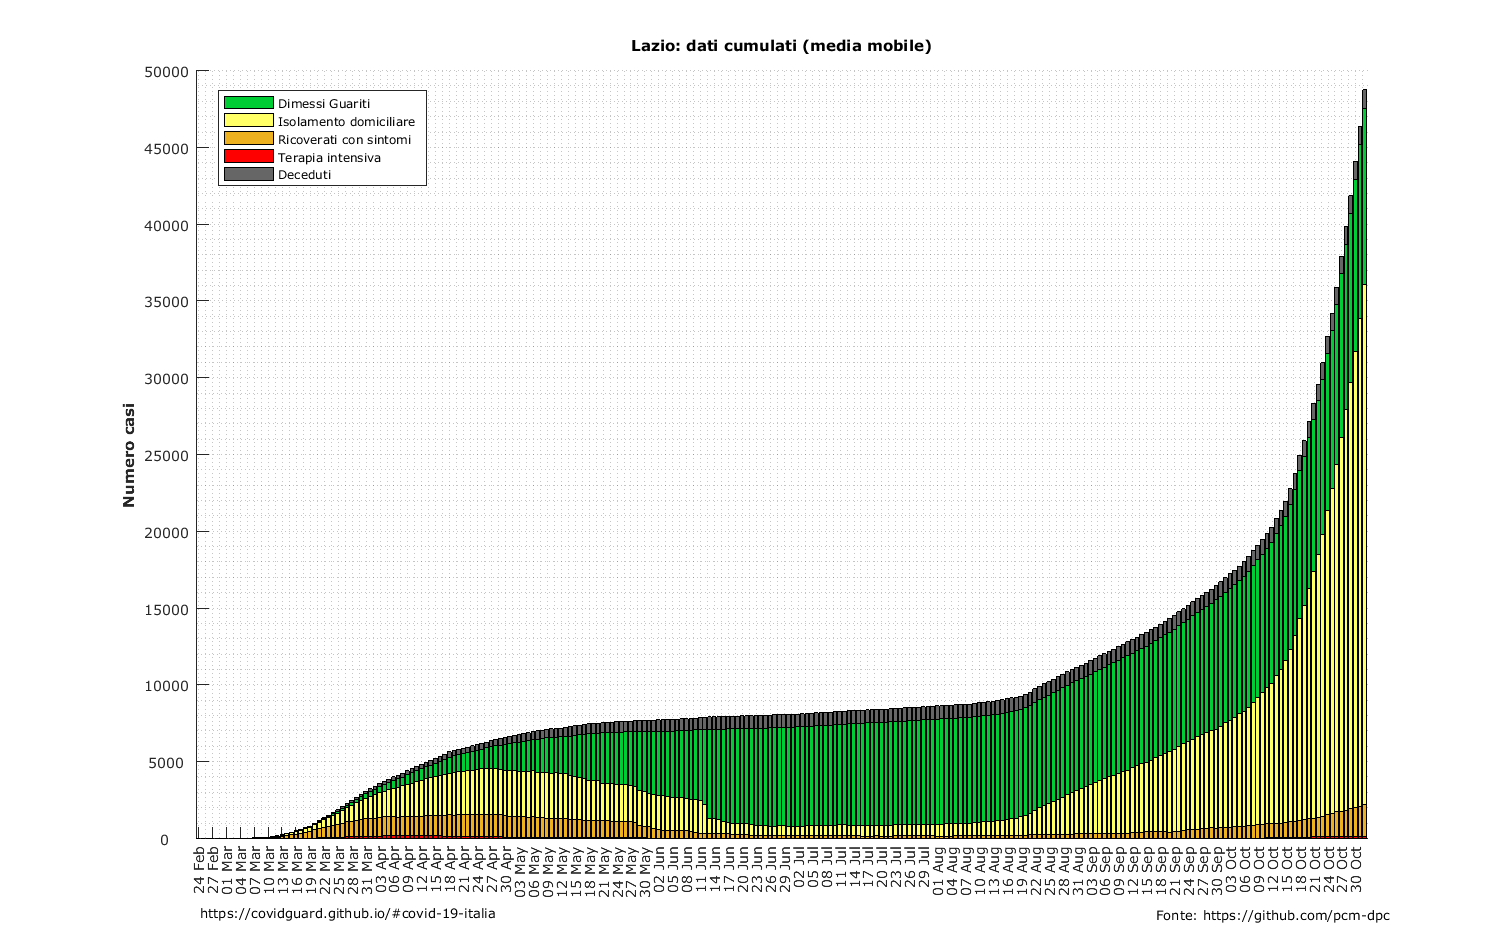 Lazio: dati cumulati (media mobile)
50000
45000
40000
35000
30000
25000
20000
15000
10000
5000
0
Numero casi
Dimessi Guariti
Isolamento domiciliare
Ricoverati con sintomi
Terapia intensiva
Deceduti
24 Feb
27 Feb
01 Mar
04 Mar
07 Mar
10 Mar
13 Mar
16 Mar
19 Mar
22 Mar
25 Mar
28 Mar
31 Mar
03 Apr
06 Apr
09 Apr
12 Apr
15 Apr
18 Apr
21 Apr
24 Apr
27 Apr
30 Apr
03 May
06 May
09 May
12 May
15 May
18 May
21 May
24 May
27 May
30 May
02 Jun
05 Jun
08 Jun
11 Jun
14 Jun
17 Jun
20 Jun
23 Jun
26 Jun
29 Jun
02 Jul
05 Jul
08 Jul
11 Jul
14 Jul
17 Jul
20 Jul
23 Jul
26 Jul
29 Jul
01 Aug
04 Aug
07 Aug
10 Aug
13 Aug
16 Aug
19 Aug
22 Aug
25 Aug
28 Aug
31 Aug
03 Sep
06 Sep
09 Sep
12 Sep
15 Sep
18 Sep
21 Sep
24 Sep
27 Sep
30 Sep
03 Oct
06 Oct
09 Oct
12 Oct
15 Oct
18 Oct
21 Oct
24 Oct
27 Oct
30 Oct
https://covidguard.github.io/#covid-19-italia
Fonte: https://github.com/pcm-dpc